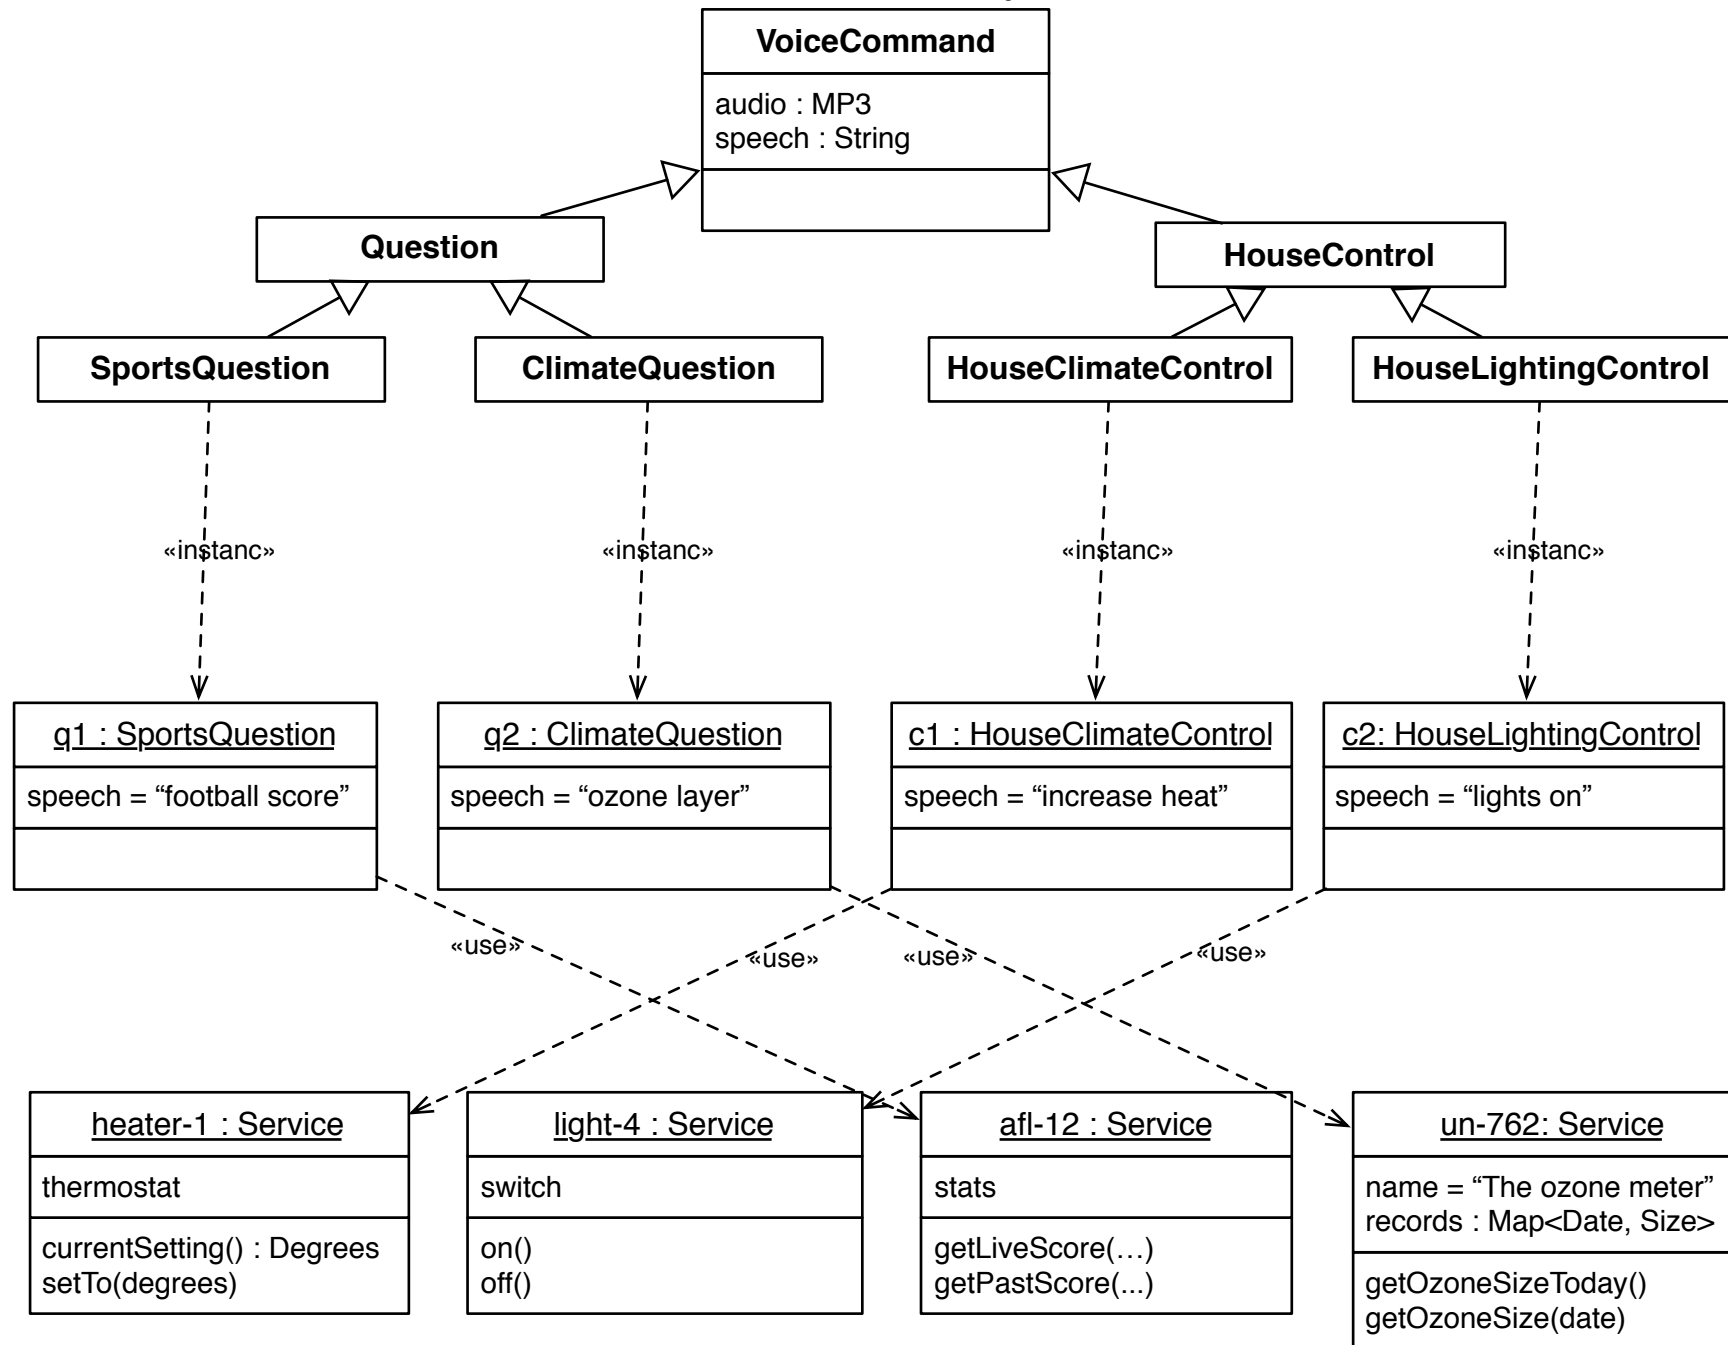 VoiceCommand
audio : MP3
speech : String
Question
HouseControl
SportsQuestion
ClimateQuestion
HouseClimateControl
HouseLightingControl
«instanc»
«instanc»
«instanc»
«instanc»
q1 : SportsQuestion
speech = “football score”
q2 : ClimateQuestion
speech = “ozone layer”
c1 : HouseClimateControl
speech = “increase heat”
c2: HouseLightingControl
speech = “lights on”
«use»
«use»
«use»
«use»
heater-1 : Service
thermostat
currentSetting() : Degrees
setTo(degrees)
light-4 : Service
switch
on()
off()
afl-12 : Service
stats
getLiveScore(…)
getPastScore(...)
un-762: Service
name = “The ozone meter”
records : Map<Date, Size>
getOzoneSizeToday()
getOzoneSize(date)